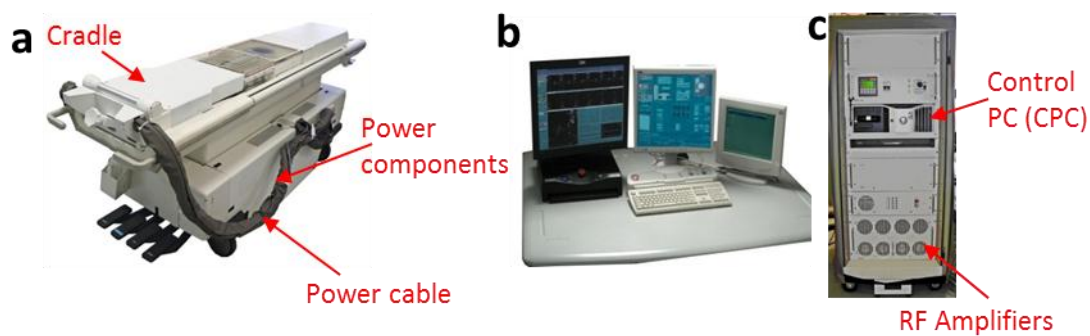 a
Cradle
Power
components
Power cable
b
c
Control
PC (CPC)
RF Amplifiers